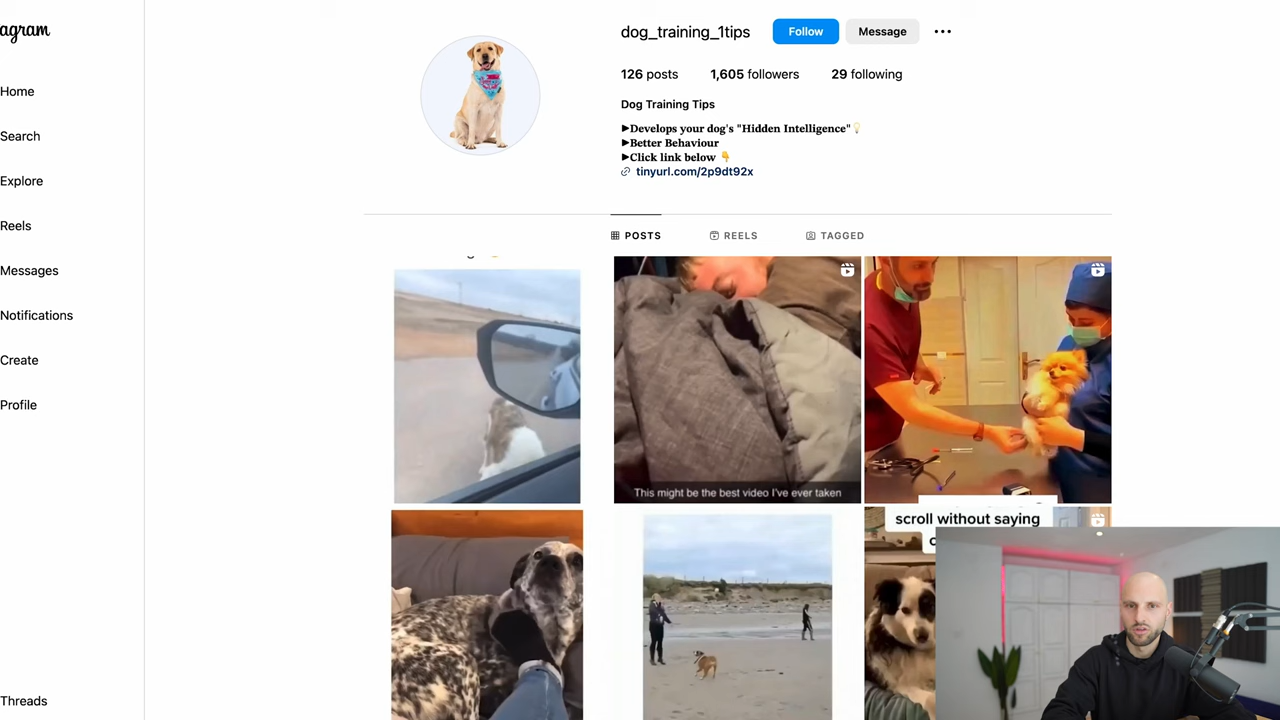 agram
Home
Search
Explore
Reels
Messages
Notifications
Create
Profile
Threads
dog_training_1tips
Follow
Message
126 posts
1,605 followers
29 following
Dog Training Tips
▶Develops your dog's "Hidden Intelligence"💡
▶Better Behaviour
▶Click link below 👇
tinyurl.com/2p9dt92x
POSTS
REELS
TAGGED
This might be the best video I've ever taken
scroll without saying